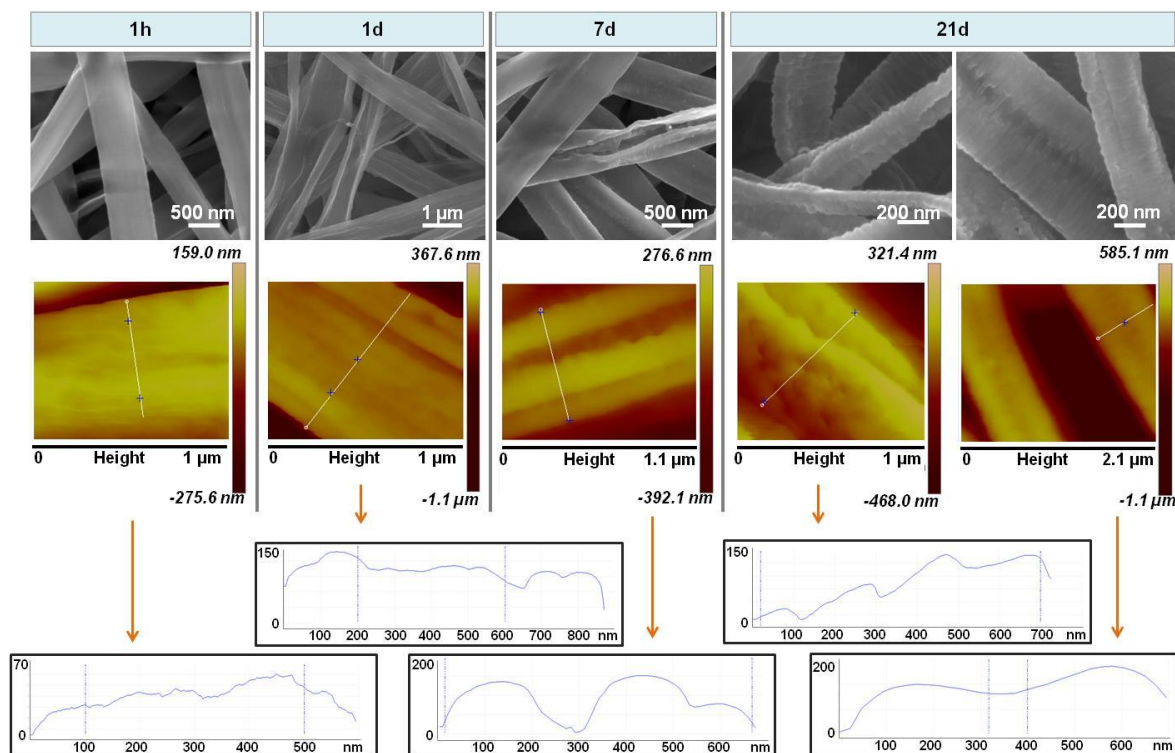 1h
1d
7d
21d
500 nm
1 µm
500 nm
200 nm
200 nm
159.0 nm
367.6 nm
276.6 nm
321.4 nm
585.1 nm
0 Height 1 µm
0 Height 1 µm
0 Height 1.1 µm
0 Height 1 µm
0 Height 2.1 µm
-275.6 nm
-1.1 µm
-392.1 nm
-468.0 nm
-1.1 µm
150
0
100 200 300 400 500 600 700 800 nm
150
0
100 200 300 400 500 600 700 nm
70
0
100 200 300 400 500 nm
200
0
100 200 300 400 500 600 nm
200
0
100 200 300 400 500 600 nm